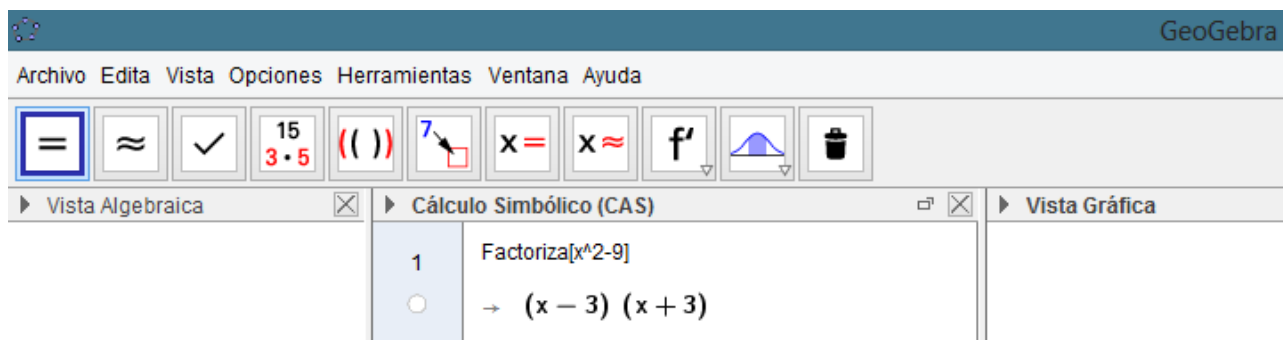 GeoGebra
Archivo Edita Vista Opciones Herramientas Ventana Ayuda
= ≈ ✓ 15 3·5 (( )) 7 x= x≈ f′
Vista Algebraica
Cálculo Simbólico (CAS)
Vista Gráfica
1
Factoriza[x^2-9]
→ (x − 3) (x + 3)